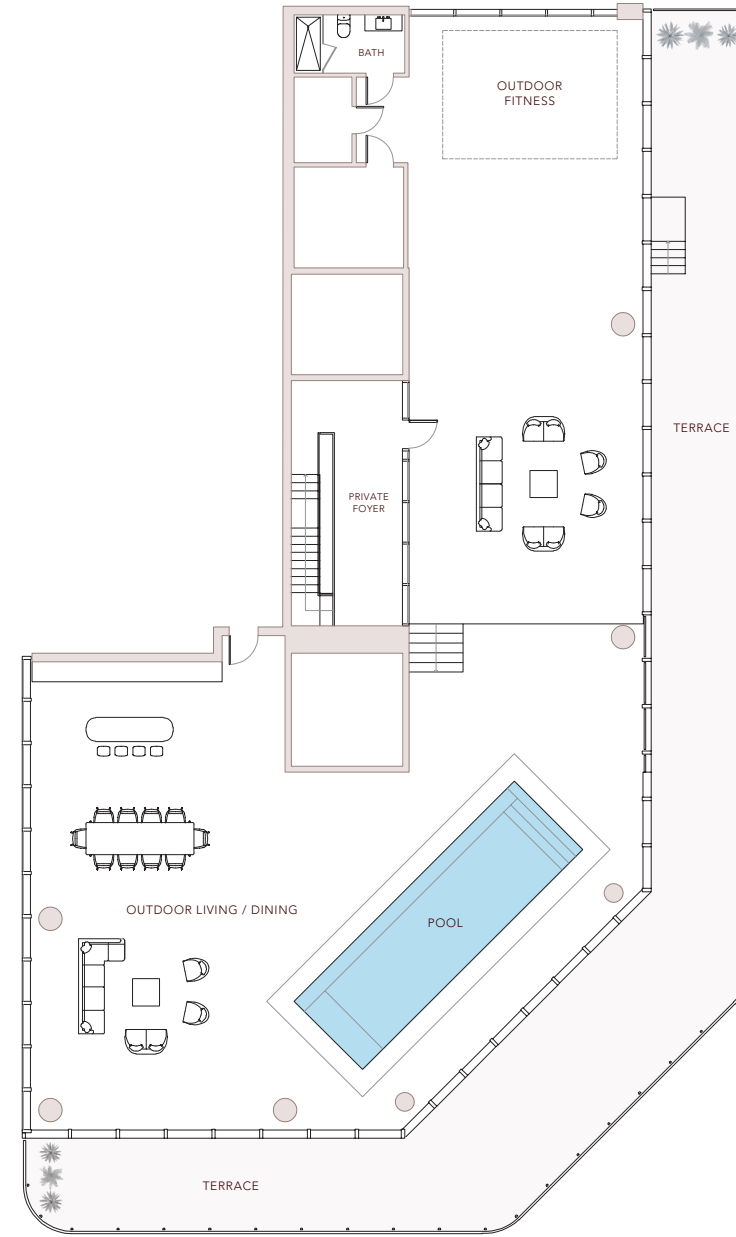 BATH
OUTDOOR
FITNESS
TERRACE
PRIVATE
FOYER
OUTDOOR LIVING / DINING
POOL
TERRACE